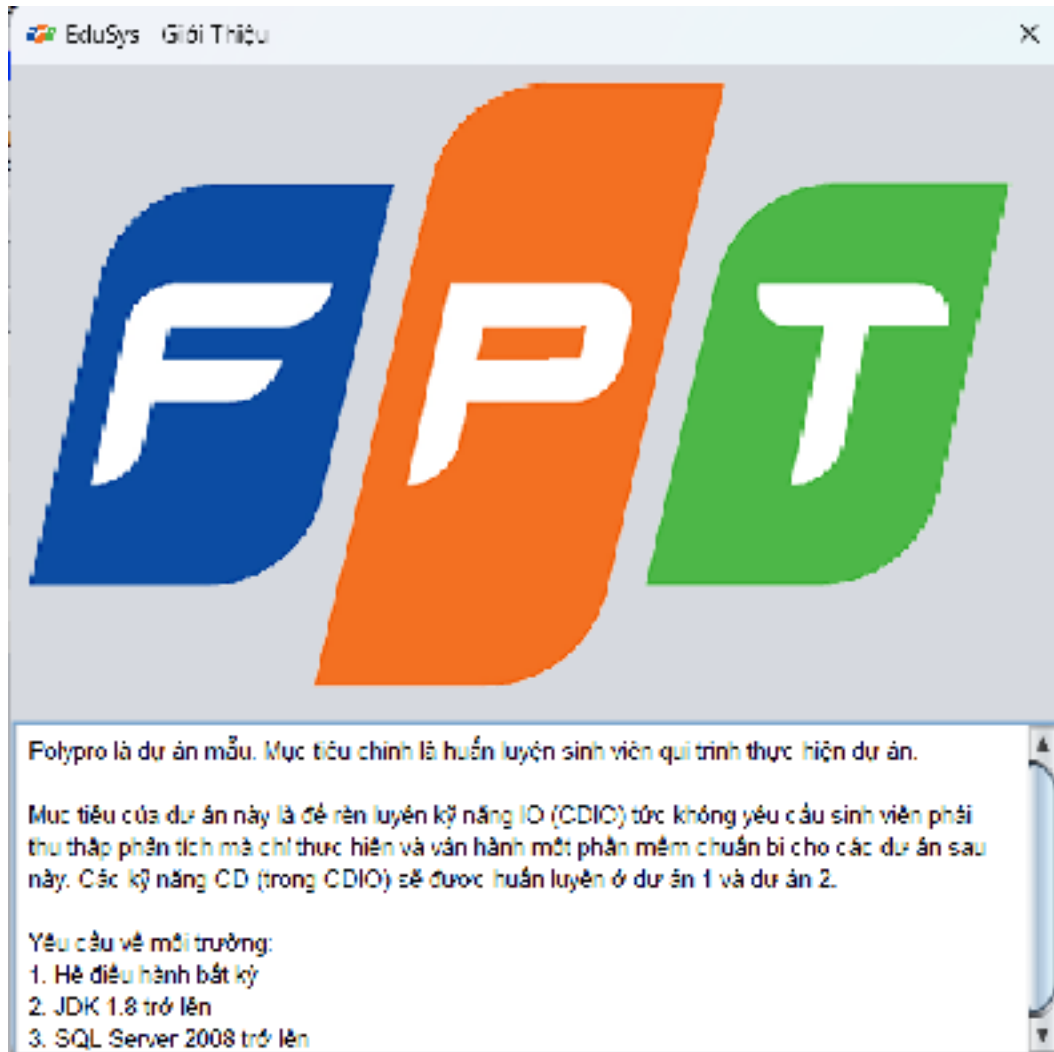 EduSys Giới Thiệu
FPT
Polypro là dự án mẫu. Mục tiêu chính là huấn luyện sinh viên qui trình thực hiện dự án.
Mục tiêu của dự án này là để rèn luyện kỹ năng IO (CDIO) tức không yêu cầu sinh viên phải
thu thập phân tích mà chỉ thực hiện và vận hành một phần mềm chuẩn bị cho các dự án sau
này. Các kỹ năng CD (trong CDIO) sẽ được huấn luyện ở dự án 1 và dự án 2.
Yêu cầu về môi trường:
1. Hệ điều hành bất kỳ
2. JDK 1.8 trở lên
3. SQL Server 2008 trở lên